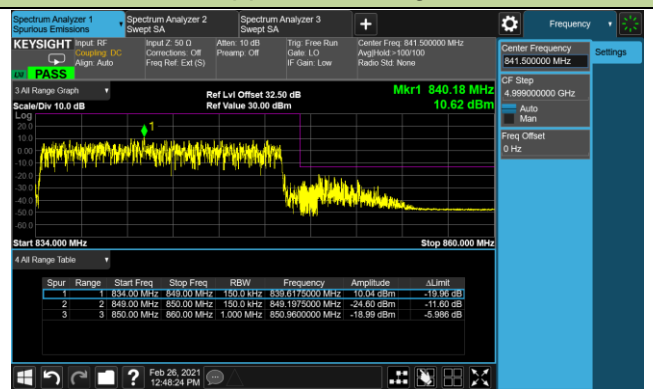 Spectrum Analyzer 1
Spurious Emissions
Spectrum Analyzer 2
Swept SA
Spectrum Analyzer 3
Swept SA
+
Frequency
KEYSIGHT
Input: RF
Coupling: DC
Align: Auto
Input Z: 50 Ω
Corrections: Off
Freq Ref: Ext (S)
Atten: 10 dB
Preamp: Off
Trig: Free Run
Gate: LO
IF Gain: Low
Center Freq: 841.500000 MHz
Avg|Hold:>100/100
Radio Std: None
PASS
Center Frequency
841.500000 MHz
Settings
CF Step
4.999000000 GHz
Auto
Man
Freq Offset
0 Hz
3 All Range Graph
Ref Lvl Offset 32.50 dB
Mkr1 840.18 MHz
Scale/Div 10.0 dB
Ref Value 30.00 dBm
10.62 dBm
Log
20.0
10.0
0.00
-10.0
-20.0
-30.0
-40.0
-50.0
-60.0
1
Start 834.000 MHz
Stop 860.000 MHz
4 All Range Table
Spur Range Start Freq Stop Freq RBW Frequency Amplitude ΔLimit
1 1 834.00 MHz 849.00 MHz 150.0 kHz 839.6175000 MHz 10.04 dBm -19.96 dB
2 2 849.00 MHz 850.00 MHz 150.0 kHz 849.1975000 MHz -24.60 dBm -11.60 dB
3 3 850.00 MHz 860.00 MHz 1.000 MHz 850.9600000 MHz -18.99 dBm -5.986 dB
?
Feb 26, 2021
12:48:24 PM